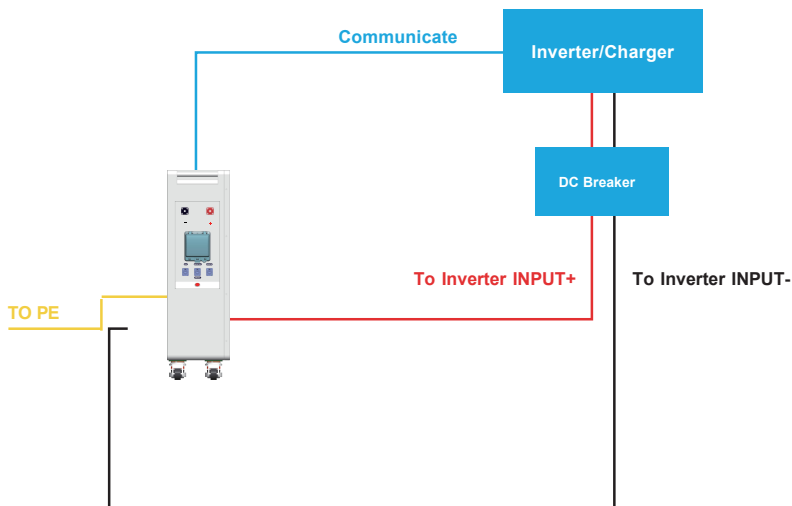 Communicate
Inverter/Charger
DC Breaker
- +
To Inverter INPUT+
To Inverter INPUT-
TO PE